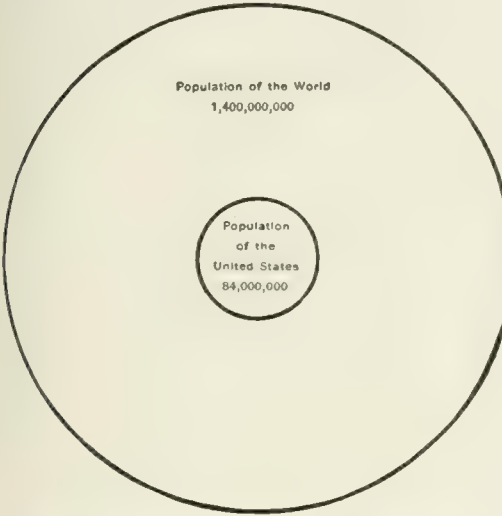 Population of the World
1,400,000,000
Population
of the
United States
84,000,000